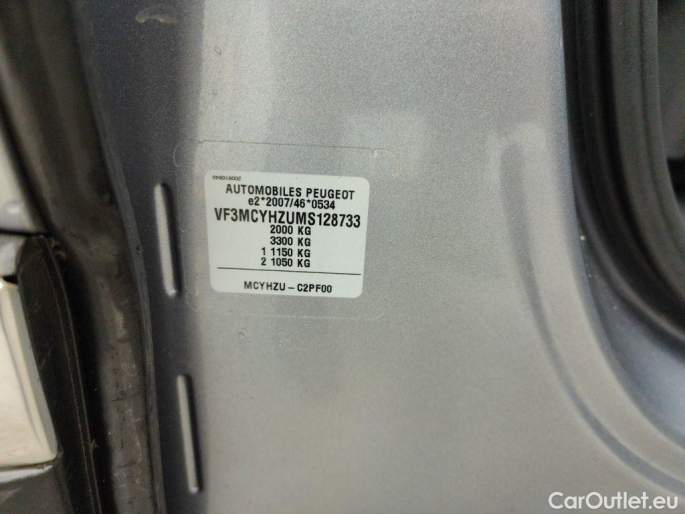 AUTOMOBILES PEUGEOT
e2*2007/46*0534
VF3MCYHZUMS128733
2000 KG
3300 KG
1 1150 KG
2 1050 KG
MCYHZU - C2PF00
CarOutlet.eu